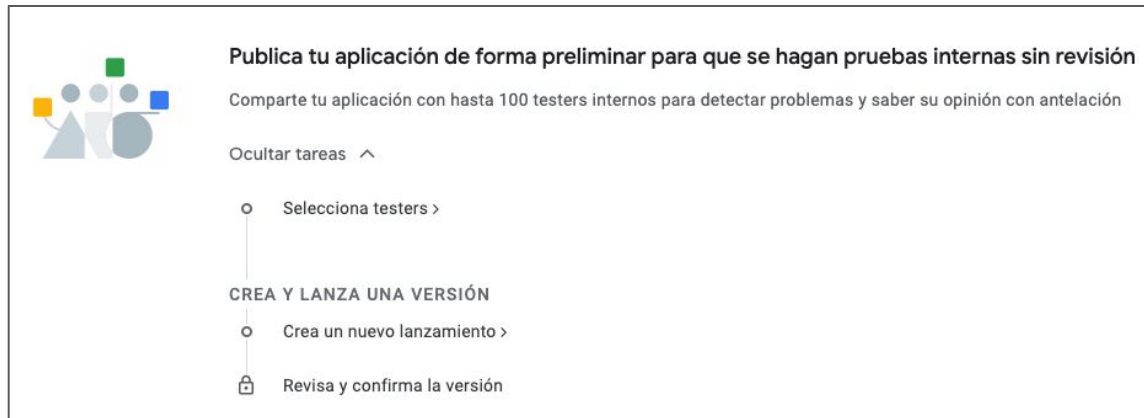 Publica tu aplicación de forma preliminar para que se hagan pruebas internas sin revisión
Comparte tu aplicación con hasta 100 testers internos para detectar problemas y saber su opinión con antelación
Ocultar tareas
Selecciona testers >
CREA Y LANZA UNA VERSIÓN
Crea un nuevo lanzamiento >
Revisa y confirma la versión